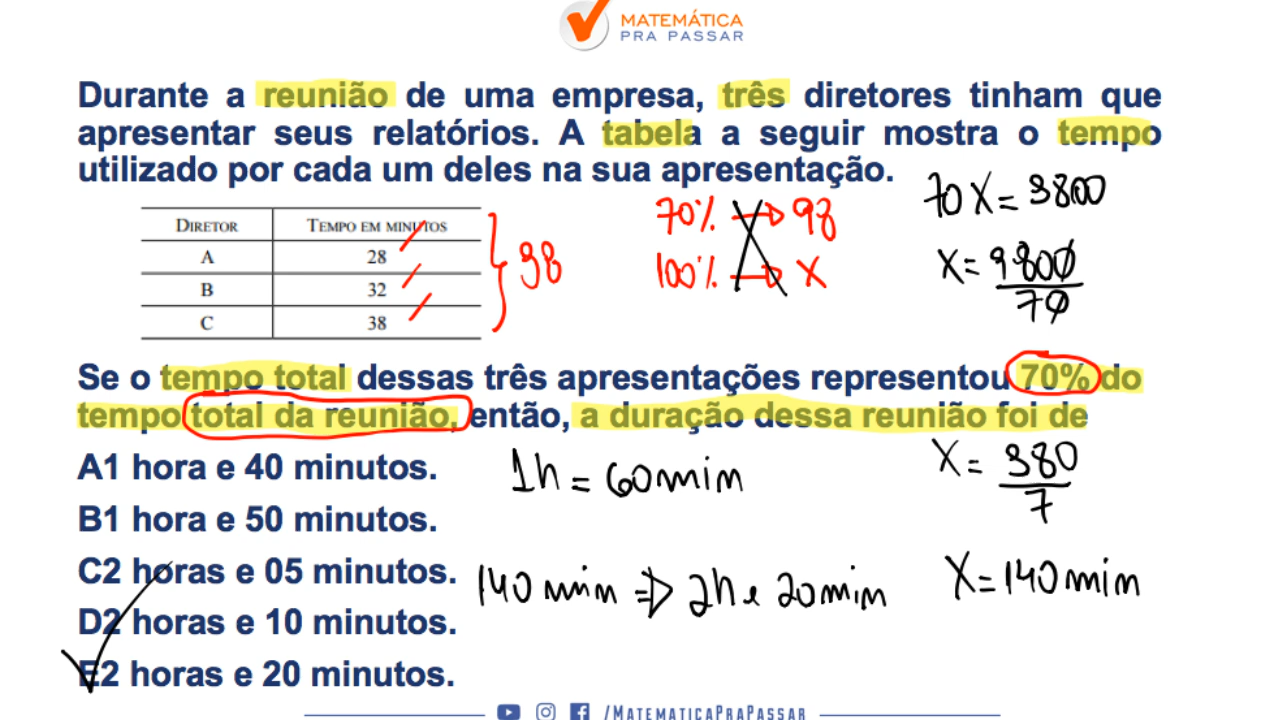 MATEMÁTICA
PRA PASSAR
Durante a reunião de uma empresa, três diretores tinham que
apresentar seus relatórios. A tabela a seguir mostra o tempo
utilizado por cada um deles na sua apresentação.
DIRETOR TEMPO EM MINUTOS
A 28
B 32
C 38
98
70% → 98
100% → X
70X = 9800
X = 9800
70
Se o tempo total dessas três apresentações representou 70% do
tempo total da reunião, então, a duração dessa reunião foi de
A1 hora e 40 minutos.
B1 hora e 50 minutos.
C2 horas e 05 minutos.
D2 horas e 10 minutos.
E2 horas e 20 minutos.
1h = 60min
140 min ⇒ 2h e 20min
X = 980
7
X = 140 min
/MATEMATICAPRAPASSAR